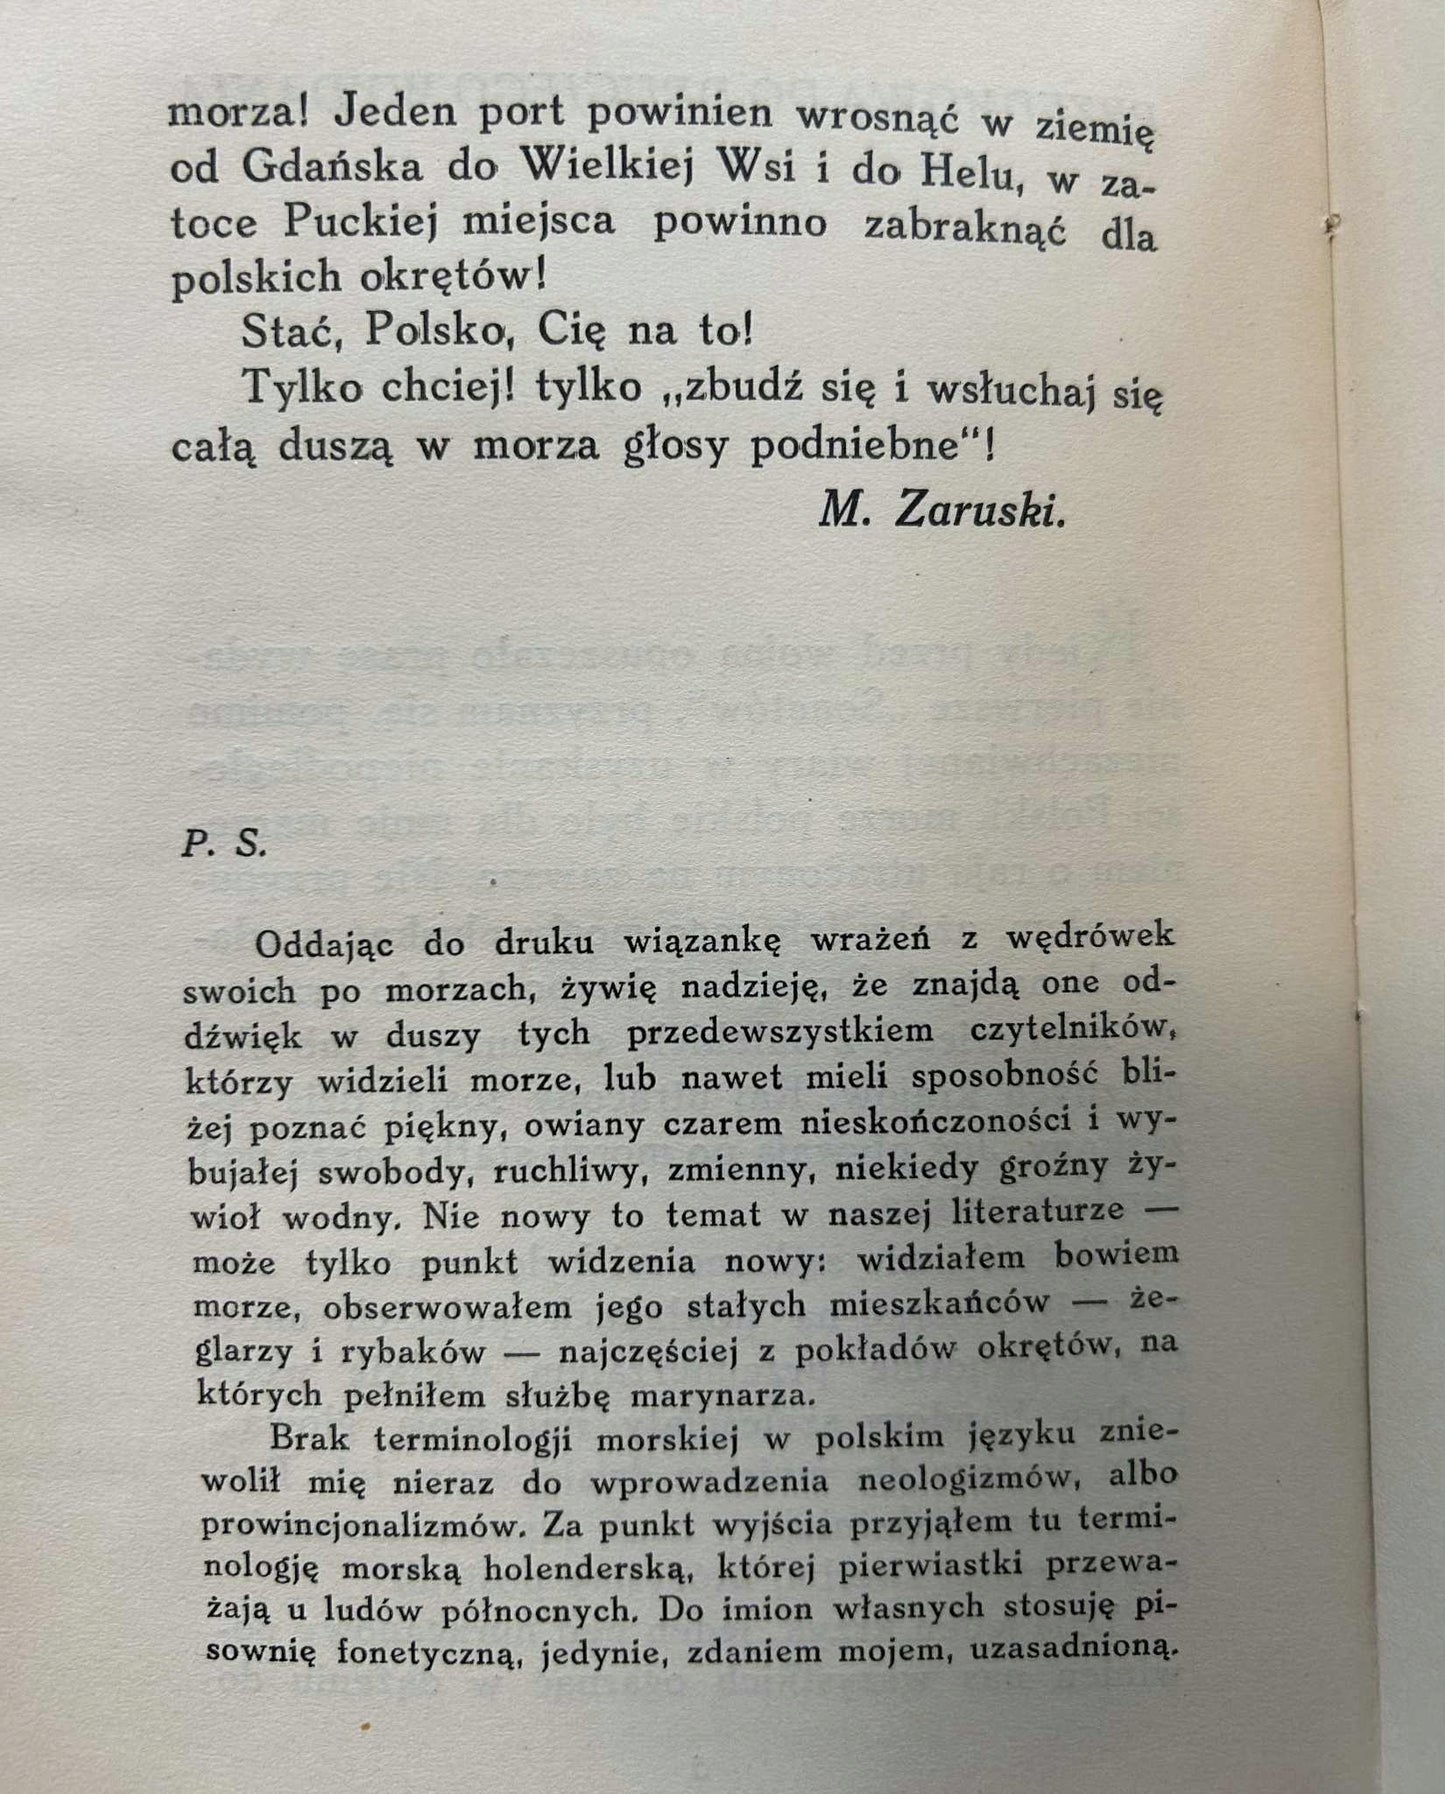 morza! Jeden port powinien wrosnąć w ziemię
od Gdańska do Wielkiej Wsi i do Helu, w za-
toce Puckiej miejsca powinno zabraknąć dla
polskich okrętów!
Stać, Polsko, Cię na to!
Tylko chciej! tylko „zbudź się i wsłuchaj się
całą duszą w morza głosy podniebne“!
M. Zaruski.
P. S.
Oddając do druku wiązankę wrażeń z wędrówek
swoich po morzach, żywię nadzieję, że znajdą one od-
dźwięk w duszy tych przedewszystkiem czytelników,
którzy widzieli morze, lub nawet mieli sposobność bli-
żej poznać piękny, owiany czarem nieskończoności i wy-
bujałej swobody, ruchliwy, zmienny, niekiedy groźny ży-
wioł wodny. Nie nowy to temat w naszej literaturze —
może tylko punkt widzenia nowy: widziałem bowiem
morze, obserwowałem jego stałych mieszkańców — że-
glarzy i rybaków — najczęściej z pokładów okrętów, na
których pełniłem służbę marynarza.
Brak terminologji morskiej w polskim języku znie-
wolił mię nieraz do wprowadzenia neologizmów, albo
prowincjonalizmów. Za punkt wyjścia przyjąłem tu termi-
nologję morską holenderską, której pierwiastki przewa-
żają u ludów północnych. Do imion własnych stosuję pi-
sownię fonetyczną, jedynie, zdaniem mojem, uzasadnioną.